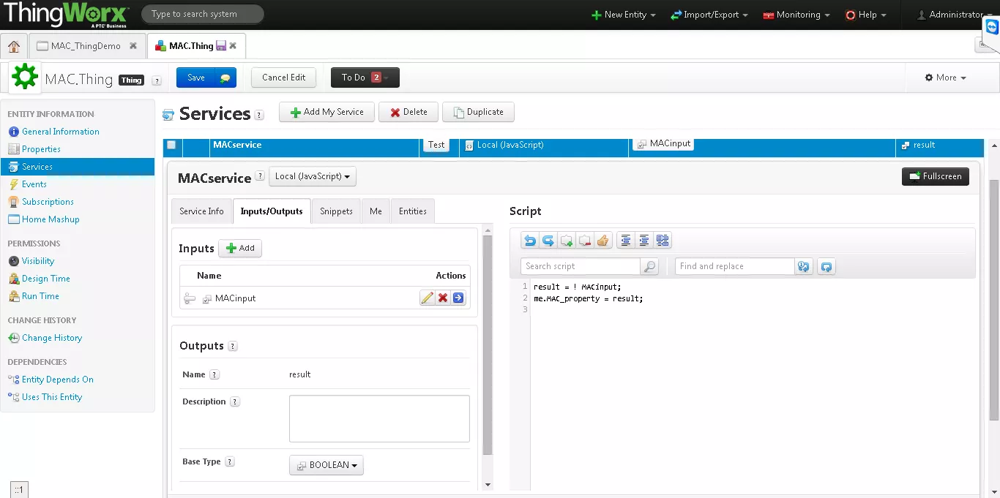 ThingWorx™
A PTC® Business
Type to search system
New Entity
Import/Export
Monitoring
Help
Administrator
MAC_ThingDemo
MAC.Thing
MAC.Thing Thing ?
Save
Cancel Edit
To Do 2
More
ENTITY INFORMATION
General Information
Properties
Services
Events
Subscriptions
Home Mashup
PERMISSIONS
Visibility
Design Time
Run Time
CHANGE HISTORY
Change History
DEPENDENCIES
Entity Depends On
Uses This Entity
::1
Services ?
Add My Service
Delete
Duplicate
MACservice
Test
Local (JavaScript)
MACinput
result
MACservice ?
Local (JavaScript)
Fullscreen
Service Info
Inputs/Outputs
Snippets
Me
Entities
Inputs
Add
Name
Actions
MACinput
Outputs ?
Name ?
result
Description ?
Base Type ?
BOOLEAN
Script
Search script
Find and replace
1 result = ! MACinput;
2 me.MAC_property = result;
3